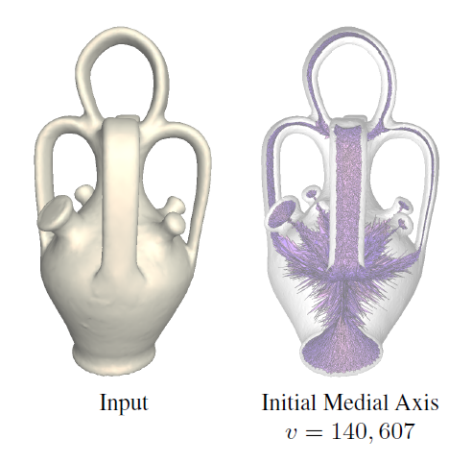 Input
Initial Medial Axis
v = 140, 607